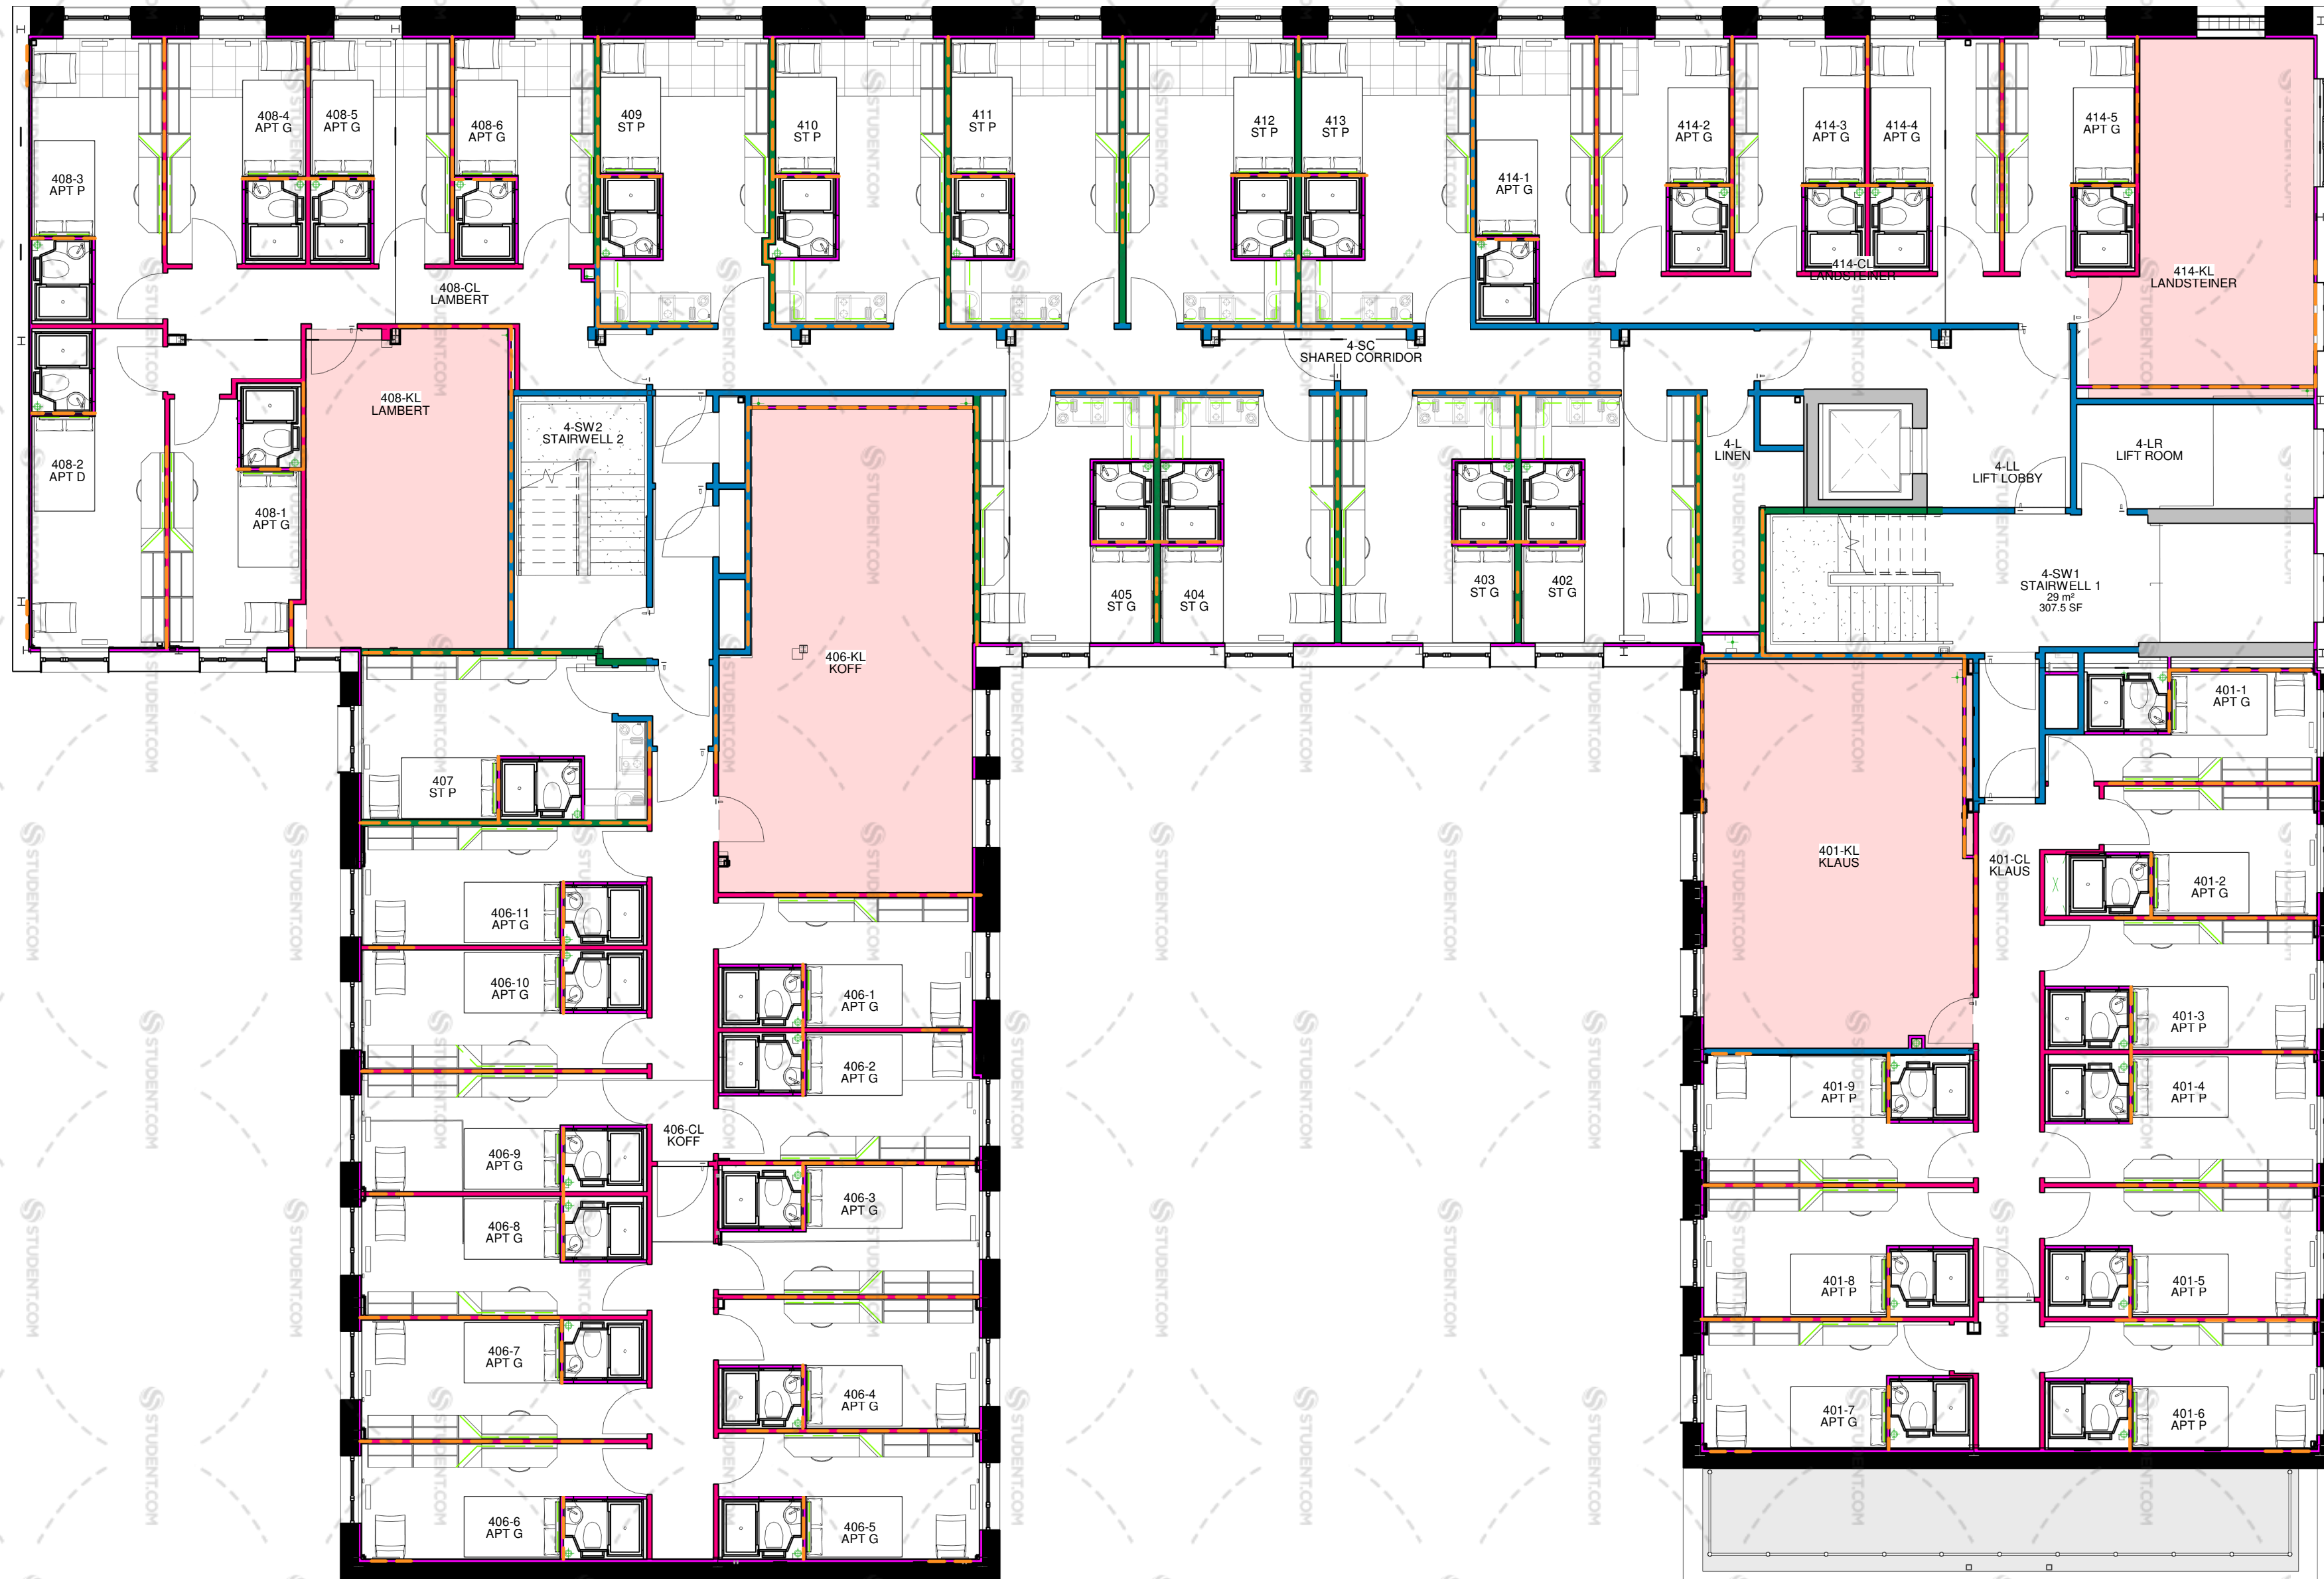 408-4
APT G
408-5
APT G
408-6
APT G
409
ST P
410
ST P
411
ST P
412
ST P
413
ST P
414-1
APT G
414-2
APT G
414-3
APT G
414-4
APT G
414-5
APT G
408-3
APT P
408-CL
LAMBERT
414-CL
LANDSTEINER
414-KL
LANDSTEINER
4-SC
SHARED CORRIDOR
408-KL
LAMBERT
408-2
APT D
408-1
APT G
4-SW2
STAIRWELL 2
4-L
LINEN
4-LL
LIFT LOBBY
4-LR
LIFT ROOM
405
ST G
404
ST G
403
ST G
402
ST G
4-SW1
STAIRWELL 1
29 m²
307.5 SF
406-KL
KOFF
407
ST P
401-1
APT G
401-KL
KLAUS
401-CL
KLAUS
401-2
APT G
406-11
APT G
406-10
APT G
406-1
APT G
406-2
APT G
401-3
APT P
401-9
APT P
401-4
APT P
406-CL
KOFF
406-9
APT G
406-3
APT G
406-8
APT G
401-8
APT P
401-5
APT P
406-7
APT G
406-4
APT G
401-7
APT G
401-6
APT P
406-6
APT G
406-5
APT G
STUDENT.COM